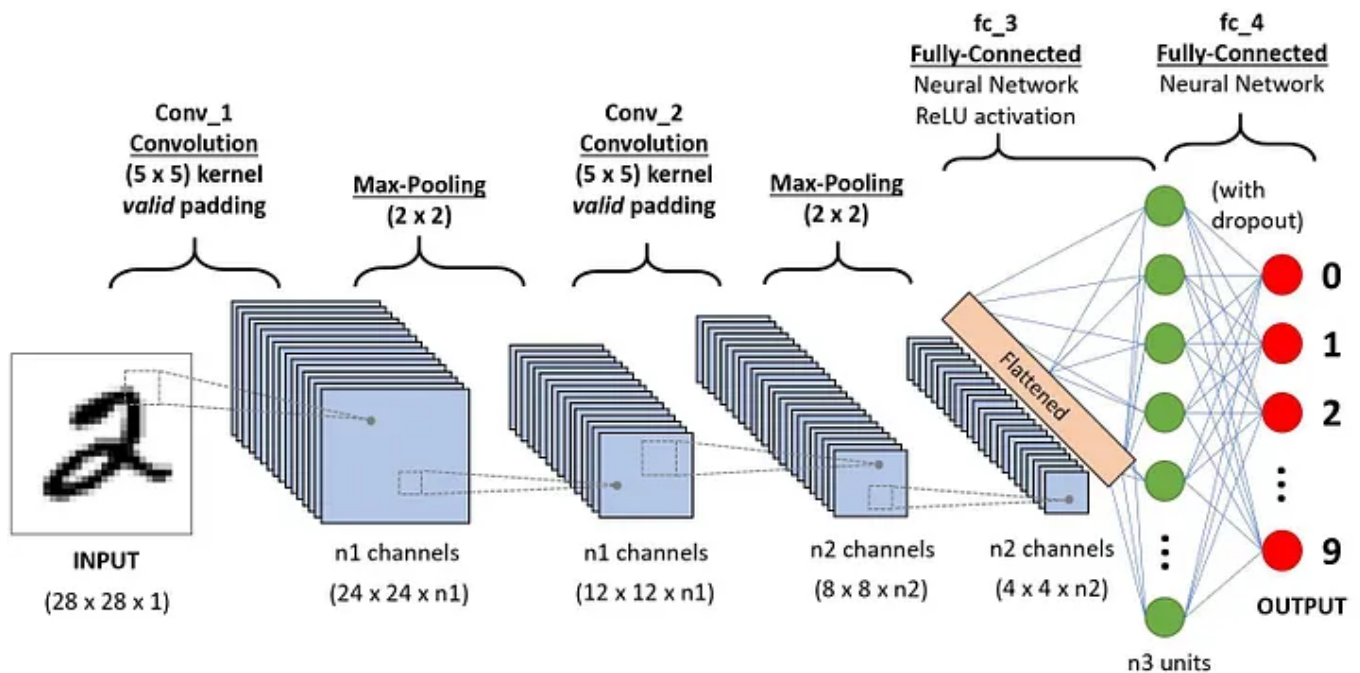 Conv_1
Convolution
(5 x 5) kernel
valid padding
Max-Pooling
(2 x 2)
Conv_2
Convolution
(5 x 5) kernel
valid padding
Max-Pooling
(2 x 2)
fc_3
Fully-Connected
Neural Network
ReLU activation
fc_4
Fully-Connected
Neural Network
(with
dropout)
Flattened
0
1
2
9
OUTPUT
INPUT
(28 x 28 x 1)
n1 channels
(24 x 24 x n1)
n1 channels
(12 x 12 x n1)
n2 channels
(8 x 8 x n2)
n2 channels
(4 x 4 x n2)
n3 units
2